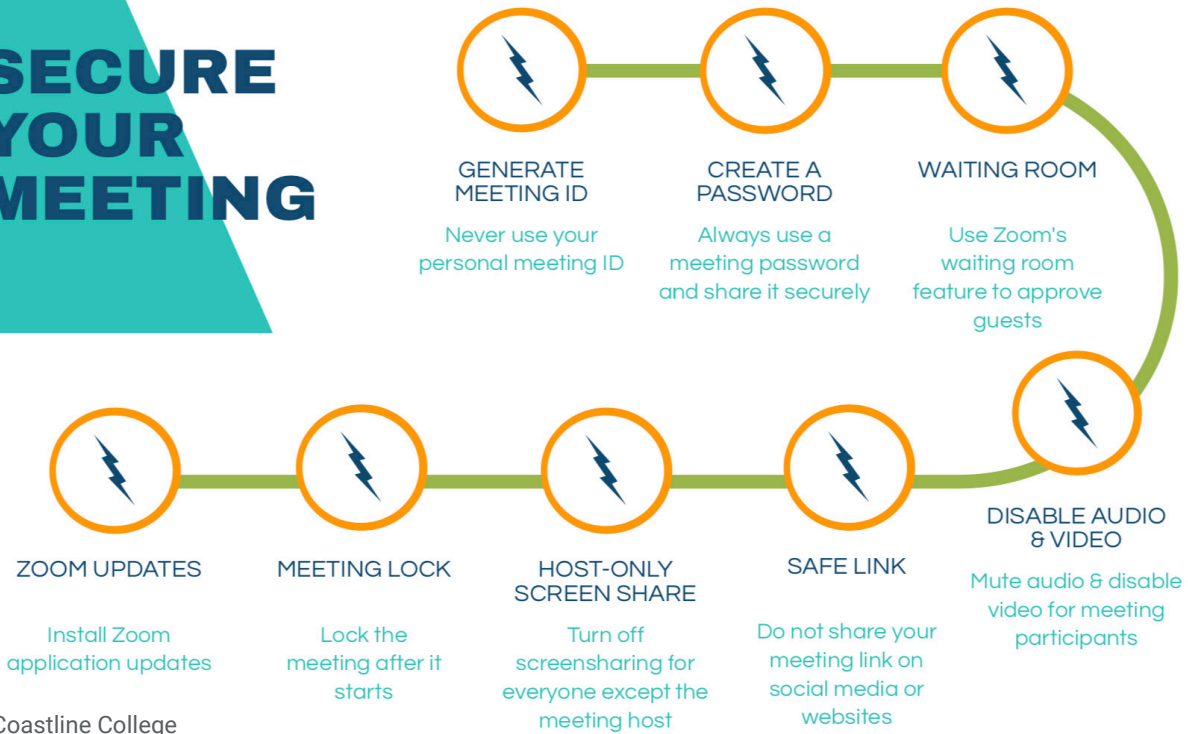 SECURE
YOUR
MEETING
GENERATE
MEETING ID
Never use your
personal meeting ID
CREATE A
PASSWORD
Always use a
meeting password
and share it securely
WAITING ROOM
Use Zoom's
waiting room
feature to approve
guests
DISABLE AUDIO
& VIDEO
Mute audio & disable
video for meeting
participants
SAFE LINK
Do not share your
meeting link on
social media or
websites
HOST-ONLY
SCREEN SHARE
Turn off
screensharing for
everyone except the
meeting host
MEETING LOCK
Lock the
meeting after it
starts
ZOOM UPDATES
Install Zoom
application updates
Coastline College